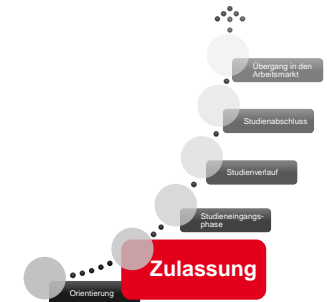 Übergang in den
Arbeitsmarkt
Studienabschluss
Studienverlauf
Studieneingangs-
phase
Zulassung
Orientierung